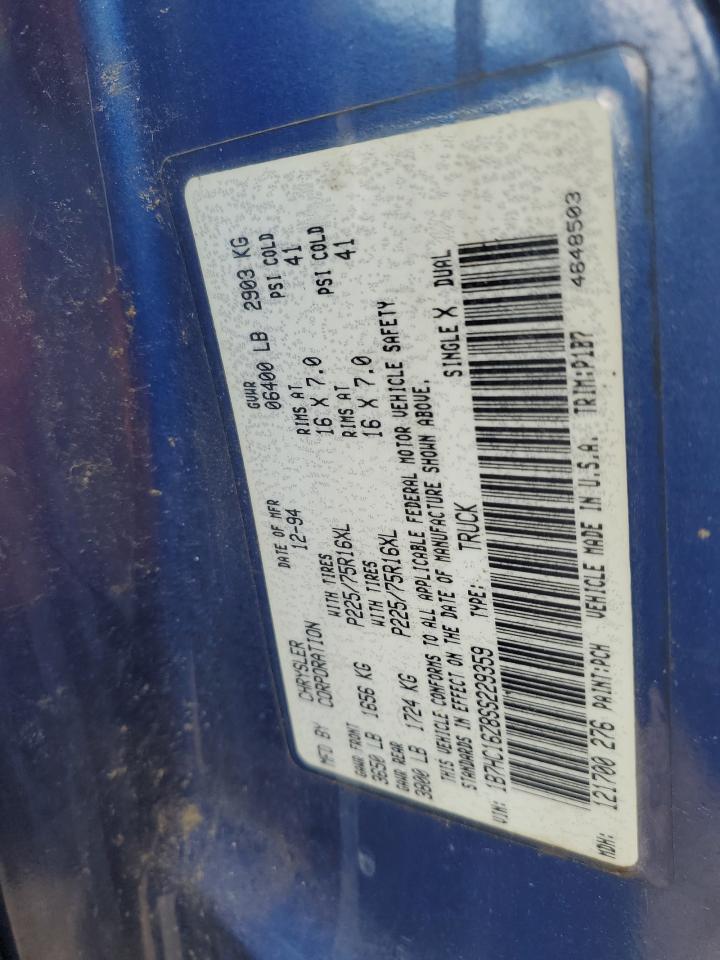 MFD BY CHRYSLER CORPORATION DATE OF MFR 12-94 GVWR 06400 LB 2903 KG
GAWR FRONT WITH TIRES RIMS AT PSI COLD
3650 LB 1656 KG P225/75R16XL 16 X 7.0 41
GAWR REAR WITH TIRES RIMS AT PSI COLD
3800 LB 1724 KG P225/75R16XL 16 X 7.0 41
THIS VEHICLE CONFORMS TO ALL APPLICABLE FEDERAL MOTOR VEHICLE SAFETY
STANDARDS IN EFFECT ON THE DATE OF MANUFACTURE SHOWN ABOVE.
VIN: 1B7HC16Z8SS229359 TYPE: TRUCK SINGLE X DUAL
MDH: 121700 276 PAINT:PCH VEHICLE MADE IN U.S.A. TRIM:P1B7 4648503